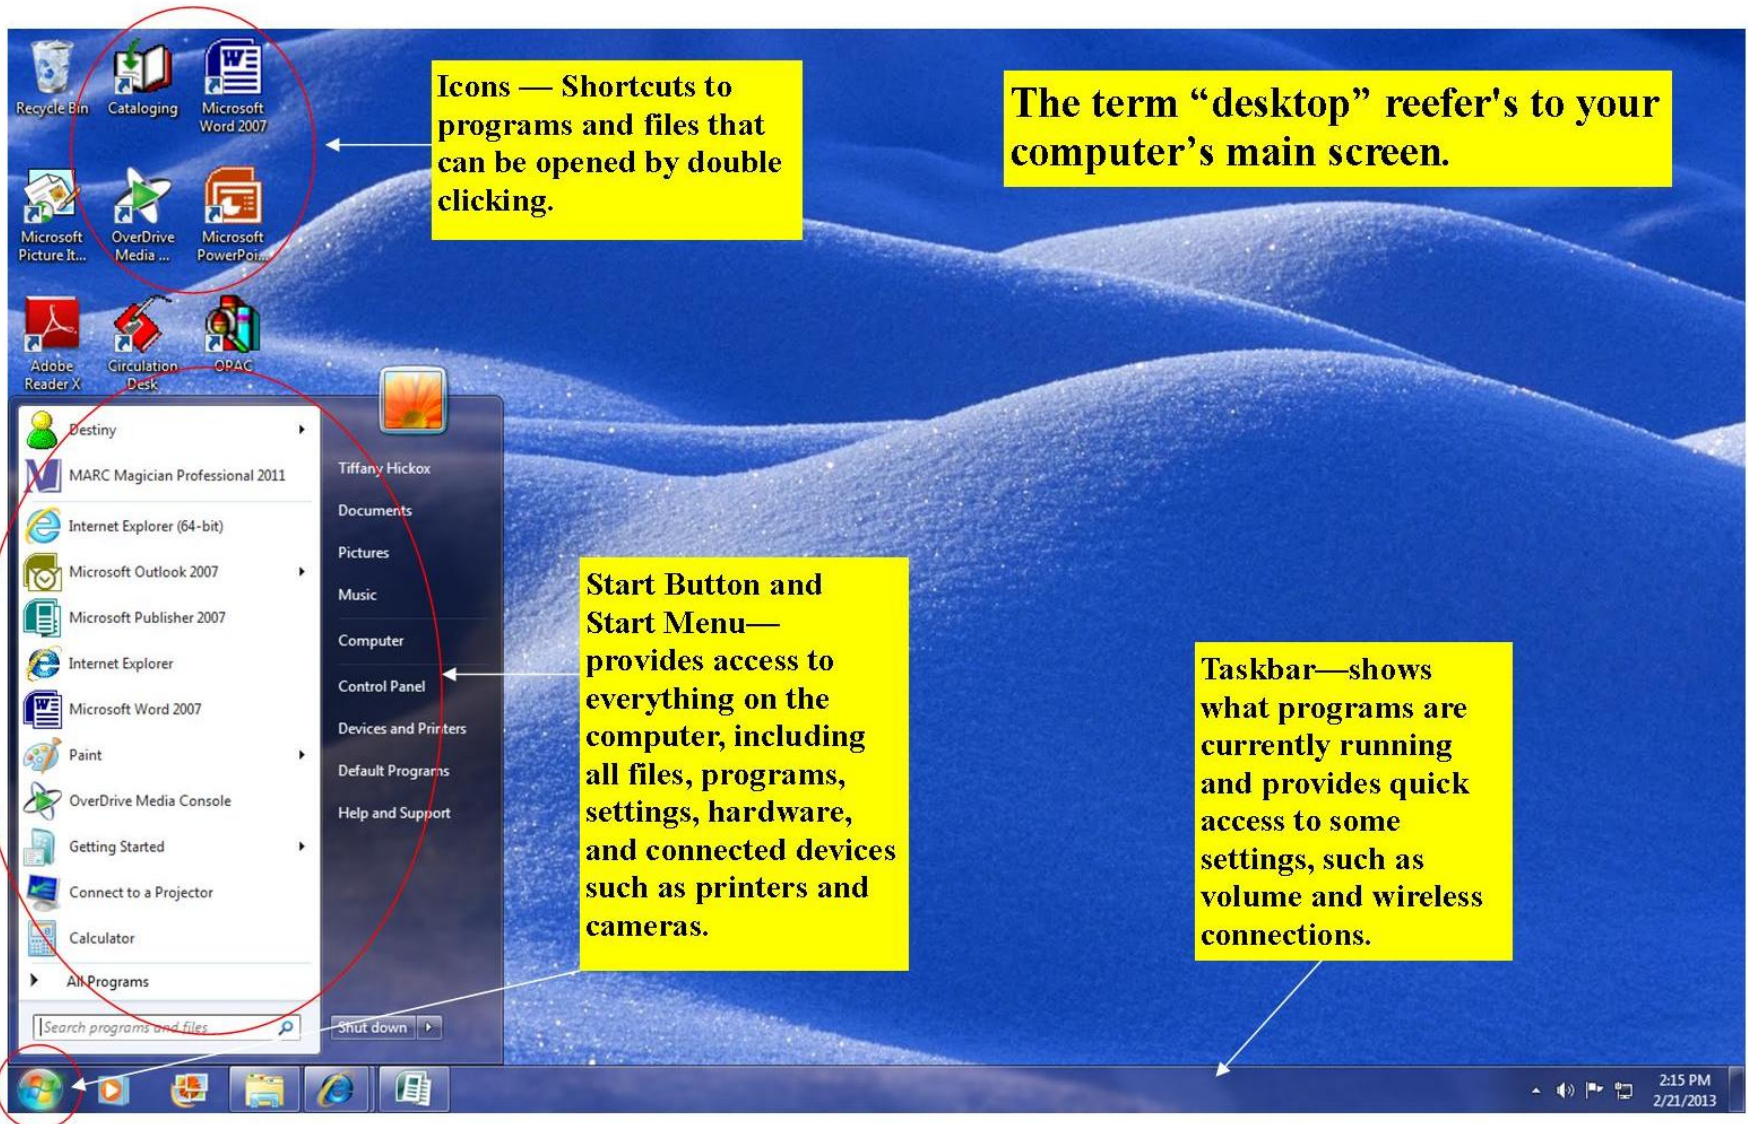 Recycle Bin
Cataloging
Microsoft
Word 2007
Icons — Shortcuts to
programs and files that
can be opened by double
clicking.
The term “desktop” reefer's to your
computer’s main screen.
Microsoft
Picture It...
OverDrive
Media ...
Microsoft
PowerPoi...
Adobe
Reader X
Circulation
Desk
OPAC
Destiny
MARC Magician Professional 2011
Internet Explorer (64-bit)
Microsoft Outlook 2007
Microsoft Publisher 2007
Internet Explorer
Microsoft Word 2007
Paint
OverDrive Media Console
Getting Started
Connect to a Projector
Calculator
All Programs
Search programs and files
Tiffany Hickox
Documents
Pictures
Music
Computer
Control Panel
Devices and Printers
Default Programs
Help and Support
Shut down
Start Button and
Start Menu—
provides access to
everything on the
computer, including
all files, programs,
settings, hardware,
and connected devices
such as printers and
cameras.
Taskbar—shows
what programs are
currently running
and provides quick
access to some
settings, such as
volume and wireless
connections.
2:15 PM
2/21/2013